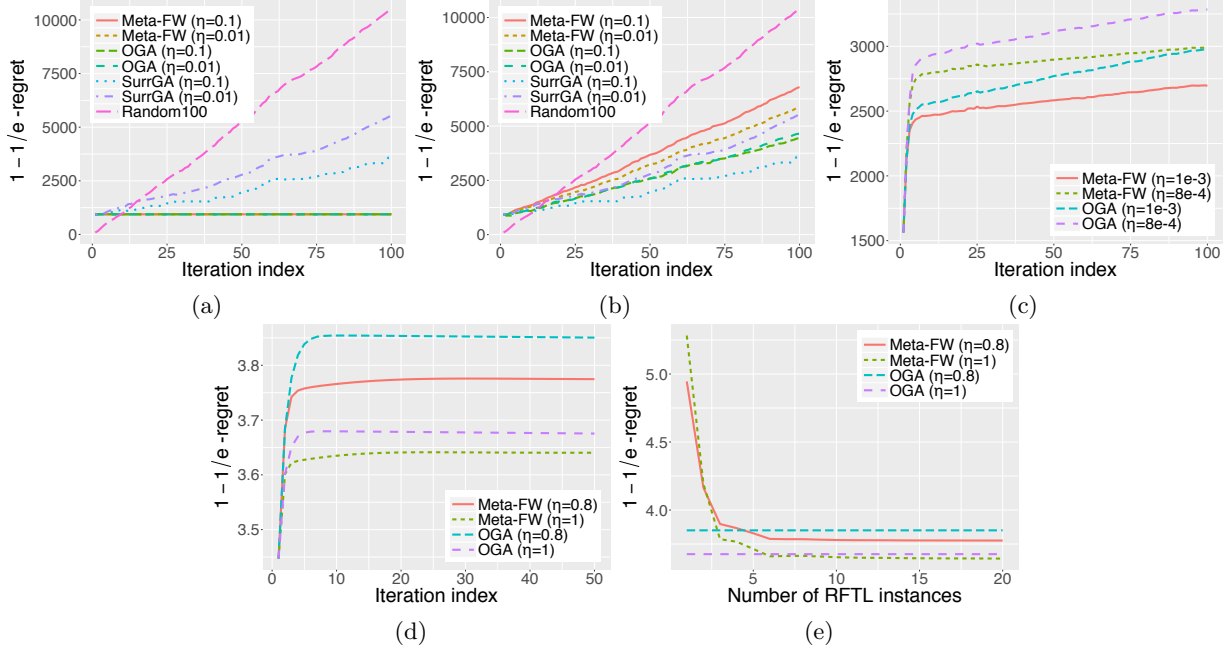 1 − 1/e -regret
10000
7500
5000
2500
0
Meta-FW (η=0.1)
Meta-FW (η=0.01)
OGA (η=0.1)
OGA (η=0.01)
SurrGA (η=0.1)
SurrGA (η=0.01)
Random100
0 25 50 75 100
Iteration index
(a)
1 − 1/e -regret
10000
7500
5000
2500
0
Meta-FW (η=0.1)
Meta-FW (η=0.01)
OGA (η=0.1)
OGA (η=0.01)
SurrGA (η=0.1)
SurrGA (η=0.01)
Random100
0 25 50 75 100
Iteration index
(b)
1 − 1/e -regret
3000
2500
2000
1500
Meta-FW (η=1e-3)
Meta-FW (η=8e-4)
OGA (η=1e-3)
OGA (η=8e-4)
0 25 50 75 100
Iteration index
(c)
1 − 1/e -regret
3.8
3.7
3.6
3.5
Meta-FW (η=0.8)
Meta-FW (η=1)
OGA (η=0.8)
OGA (η=1)
0 10 20 30 40 50
Iteration index
(d)
1 − 1/e -regret
5.0
4.5
4.0
3.5
Meta-FW (η=0.8)
Meta-FW (η=1)
OGA (η=0.8)
OGA (η=1)
5 10 15 20
Number of RFTL instances
(e)